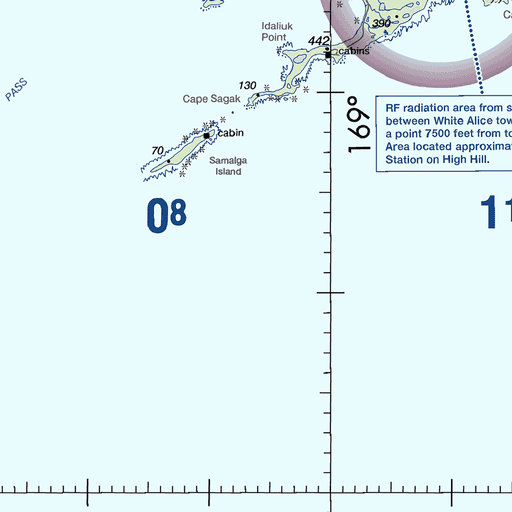 Idaliuk
Point
390
442
cabins
PASS
130
Cape Sagak
169°
RF radiation area from s
between White Alice tow
a point 7500 feet from to
Area located approximat
Station on High Hill.
cabin
70
Samalga
Island
08
11